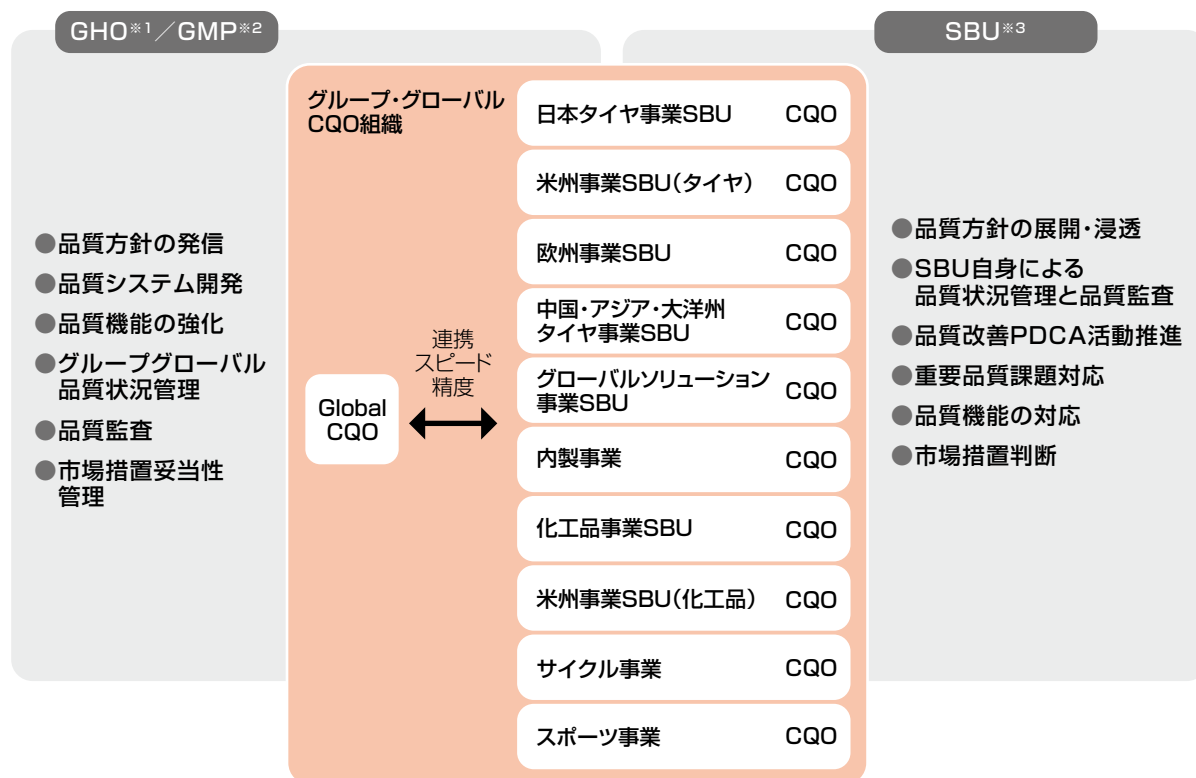 GHO※1／GMP※2
SBU※3
●品質方針の発信
●品質システム開発
●品質機能の強化
●グループグローバル
品質状況管理
●品質監査
●市場措置妥当性
管理
グループ・グローバル
CQO組織
Global
CQO
連携
スピード
精度
日本タイヤ事業SBU CQO
米州事業SBU（タイヤ） CQO
欧州事業SBU CQO
中国・アジア・大洋州
タイヤ事業SBU CQO
グローバルソリューション
事業SBU CQO
内製事業 CQO
化工品事業SBU CQO
米州事業SBU（化工品） CQO
サイクル事業 CQO
スポーツ事業 CQO
●品質方針の展開・浸透
●SBU自身による
品質状況管理と品質監査
●品質改善PDCA活動推進
●重要品質課題対応
●品質機能の対応
●市場措置判断